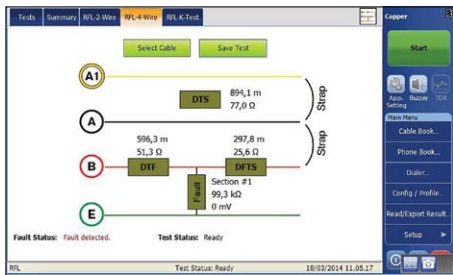 Tests Summary RFL-2-Wire RFL-4-Wire RFL-K-Test
Copper
Select Cable Save Test
Start
A1
894,1 m
DTS
77,0 Ω
Strap
App. Setting Buzzer TDR
A
Main Menu
Cable Book...
596,3 m 297,8 m
51,3 Ω 25,6 Ω
Strap
Phone Book...
B
DTF DFTS
Dialer...
Fault
Section #1
99,3 kΩ
0 mV
Config / Profile...
E
Read/Export Result...
Fault Status: Fault detected. Test Status: Ready
Setup
RFL Test Status: Ready 18/03/2014 11.05.17